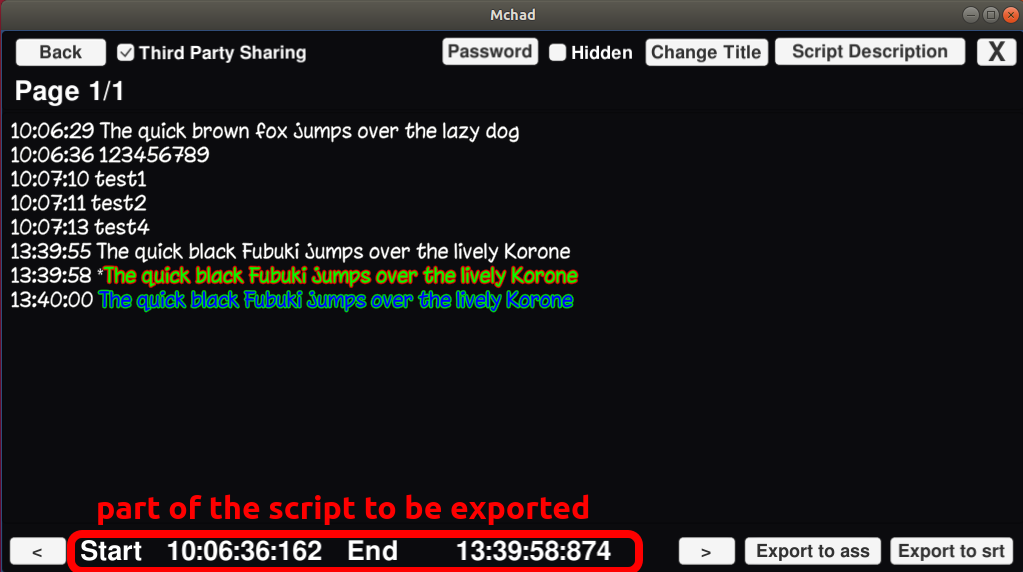 Mchad
Back Third Party Sharing Password Hidden Change Title Script Description X
Page 1/1
10:06:29 The quick brown fox jumps over the lazy dog
10:06:36 123456789
10:07:10 test1
10:07:11 test2
10:07:13 test4
13:39:55 The quick black Fubuki jumps over the lively Korone
13:39:58 *The quick black Fubuki jumps over the lively Korone
13:40:00 The quick black Fubuki jumps over the lively Korone
part of the script to be exported
< Start 10:06:36:162 End 13:39:58:874 > Export to ass Export to srt